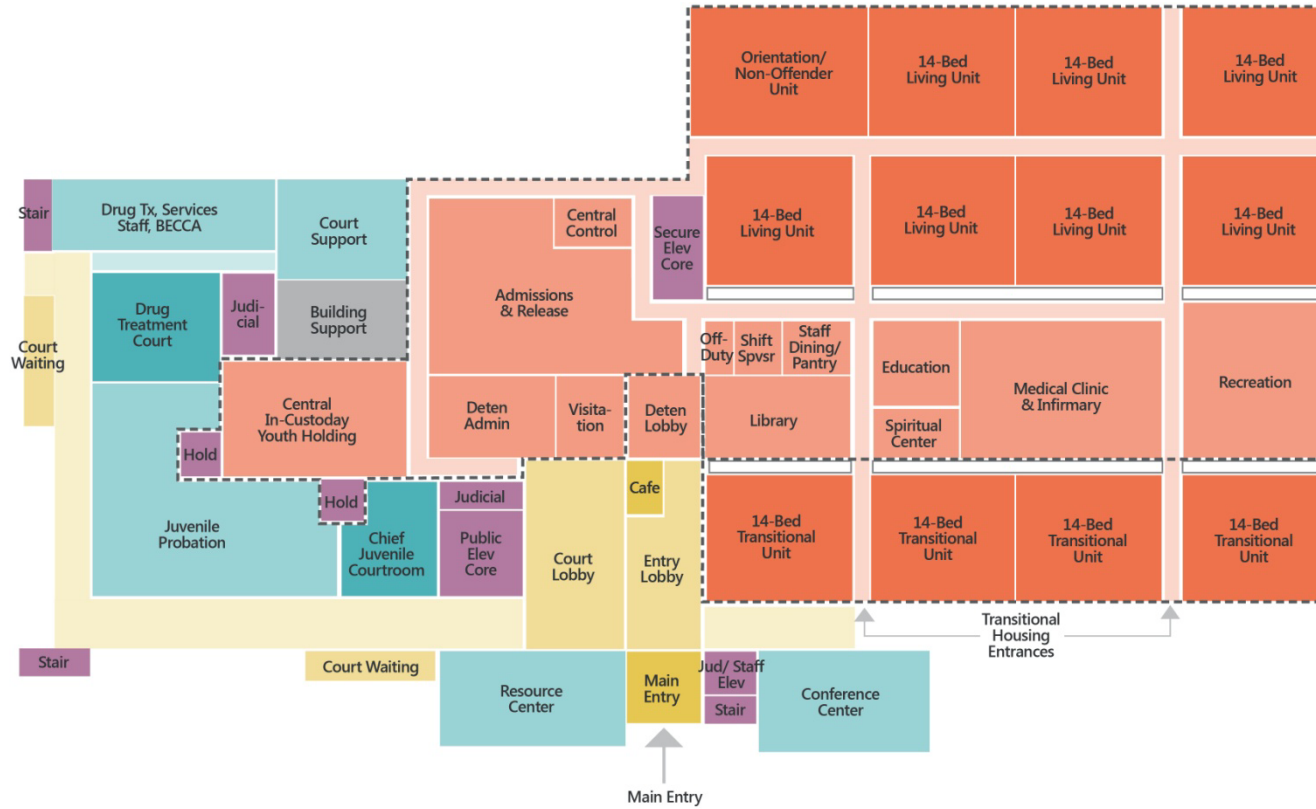 Orientation/
Non-Offender
Unit
14-Bed
Living Unit
14-Bed
Living Unit
14-Bed
Living Unit
Stair
Drug Tx, Services
Staff, BECCA
Court
Support
Central
Control
Secure
Elev
Core
14-Bed
Living Unit
14-Bed
Living Unit
14-Bed
Living Unit
14-Bed
Living Unit
Court
Waiting
Drug
Treatment
Court
Judi-
cial
Building
Support
Admissions
& Release
Off-
Duty
Shift
Spvsr
Staff
Dining/
Pantry
Education
Medical Clinic
& Infirmary
Recreation
Central
In-Custoday
Youth Holding
Deten
Admin
Visita-
tion
Deten
Lobby
Library
Spiritual
Center
Hold
Hold
Juvenile
Probation
Chief
Juvenile
Courtroom
Judicial
Public
Elev
Core
Court
Lobby
Cafe
Entry
Lobby
14-Bed
Transitional
Unit
14-Bed
Transitional
Unit
14-Bed
Transitional
Unit
14-Bed
Transitional
Unit
Transitional
Housing
Entrances
Stair
Court Waiting
Resource
Center
Main
Entry
Jud/ Staff
Elev
Stair
Conference
Center
Main Entry